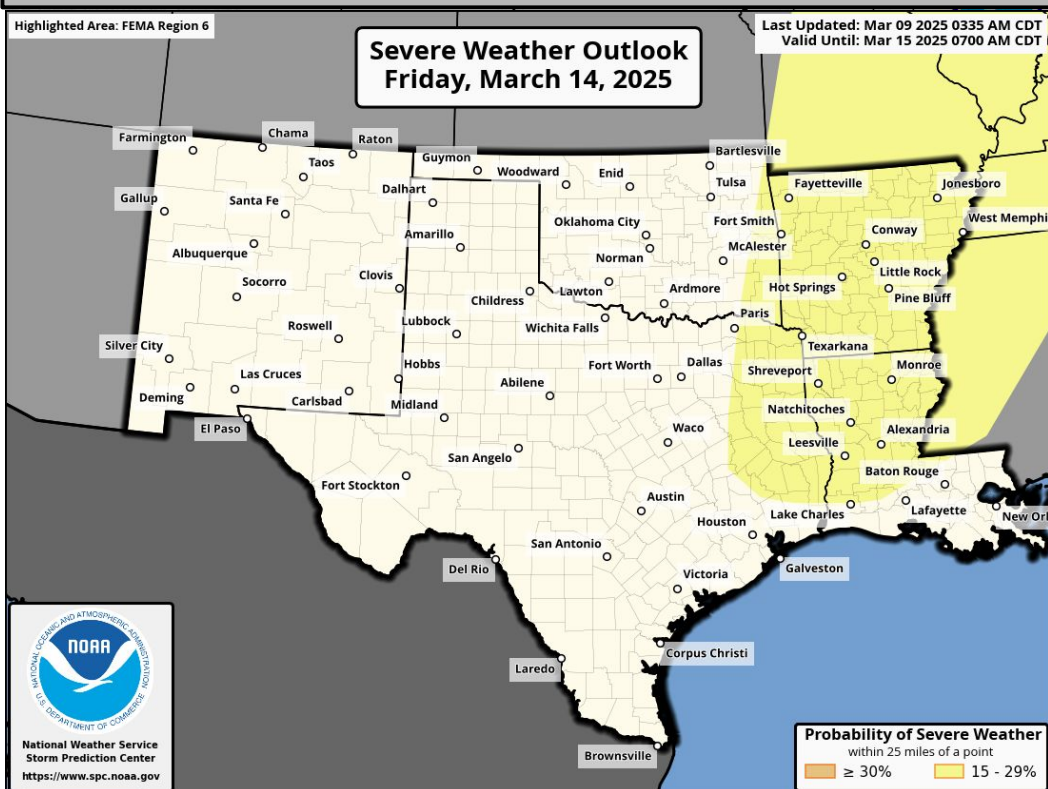 Highlighted Area: FEMA Region 6
Last Updated: Mar 09 2025 0335 AM CDT
Valid Until: Mar 15 2025 0700 AM CDT
Severe Weather Outlook
Friday, March 14, 2025
Farmington
Chama
Raton
Taos
Guymon
Woodward
Enid
Bartlesville
Tulsa
Fayetteville
Jonesboro
Gallup
Santa Fe
Dalhart
Oklahoma City
Fort Smith
West Memphi
Albuquerque
Amarillo
Norman
McAlester
Conway
Socorro
Clovis
Childress
Lawton
Ardmore
Hot Springs
Little Rock
Pine Bluff
Roswell
Lubbock
Wichita Falls
Paris
Texarkana
Silver City
Las Cruces
Hobbs
Fort Worth
Dallas
Shreveport
Monroe
Deming
Carlsbad
Midland
Abilene
Natchitoches
El Paso
San Angelo
Waco
Leesville
Alexandria
Fort Stockton
Baton Rouge
Austin
Houston
Lake Charles
Lafayette
New Orl
Del Rio
San Antonio
Victoria
Galveston
Laredo
Corpus Christi
Brownsville
NATIONAL OCEANIC AND ATMOSPHERIC ADMINISTRATION
NOAA
U.S. DEPARTMENT OF COMMERCE
National Weather Service
Storm Prediction Center
https://www.spc.noaa.gov
Probability of Severe Weather
within 25 miles of a point
≥ 30%
15 - 29%